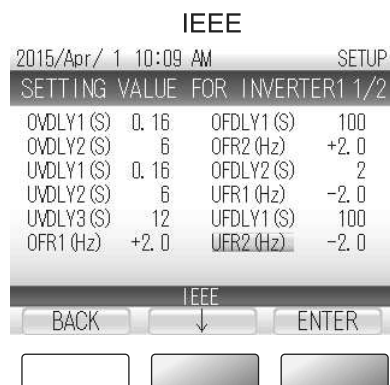 IEEE
2015/Apr/ 1 10:09 AM SETUP
SETTING VALUE FOR INVERTER1 1/2
OVDLY1(S) 0.16 OFDLY1(S) 100
OVDLY2(S) 6 OFR2(Hz) +2.0
UVDLY1(S) 0.16 OFDLY2(S) 2
UVDLY2(S) 6 UFR1(Hz) -2.0
UVDLY3(S) 12 UFDLY1(S) 100
OFR1(Hz) +2.0 UFR2(Hz) -2.0
IEEE
BACK ↓ ENTER